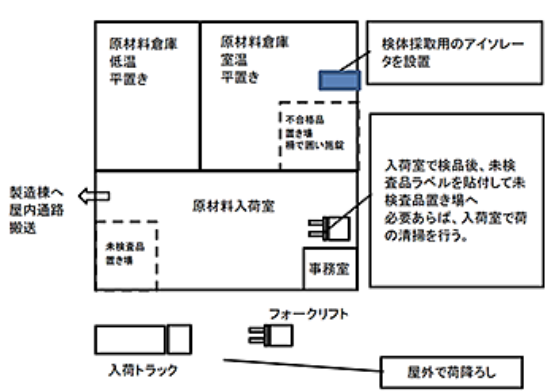 原材料倉庫
低温
平置き
原材料倉庫
室温
平置き
検体採取用のアイソレー
タを設置
不合格品
置き場
柵で囲い施錠
入荷室で検品後、未検
査品ラベルを貼付して未
検査品置き場へ
必要あらば、入荷室で荷
の清掃を行う。
製造棟へ
屋内通路
搬送
原材料入荷室
未検査品
置き場
事務室
フォークリフト
入荷トラック
屋外で荷降ろし